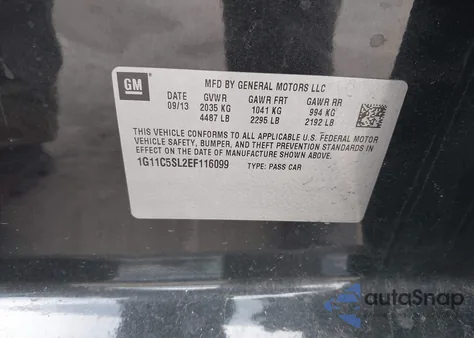 GM
MFD BY GENERAL MOTORS LLC
DATE GVWR GAWR FRT GAWR RR
09/13 2035 KG 1041 KG 994 KG
4487 LB 2295 LB 2192 LB
THIS VEHICLE CONFORMS TO ALL APPLICABLE U.S. FEDERAL MOTOR
VEHICLE SAFETY, BUMPER, AND THEFT PREVENTION STANDARDS
IN EFFECT ON THE DATE OF MANUFACTURE SHOWN ABOVE.
1G11C5SL2EF116099 TYPE: PASS CAR
autaSnap